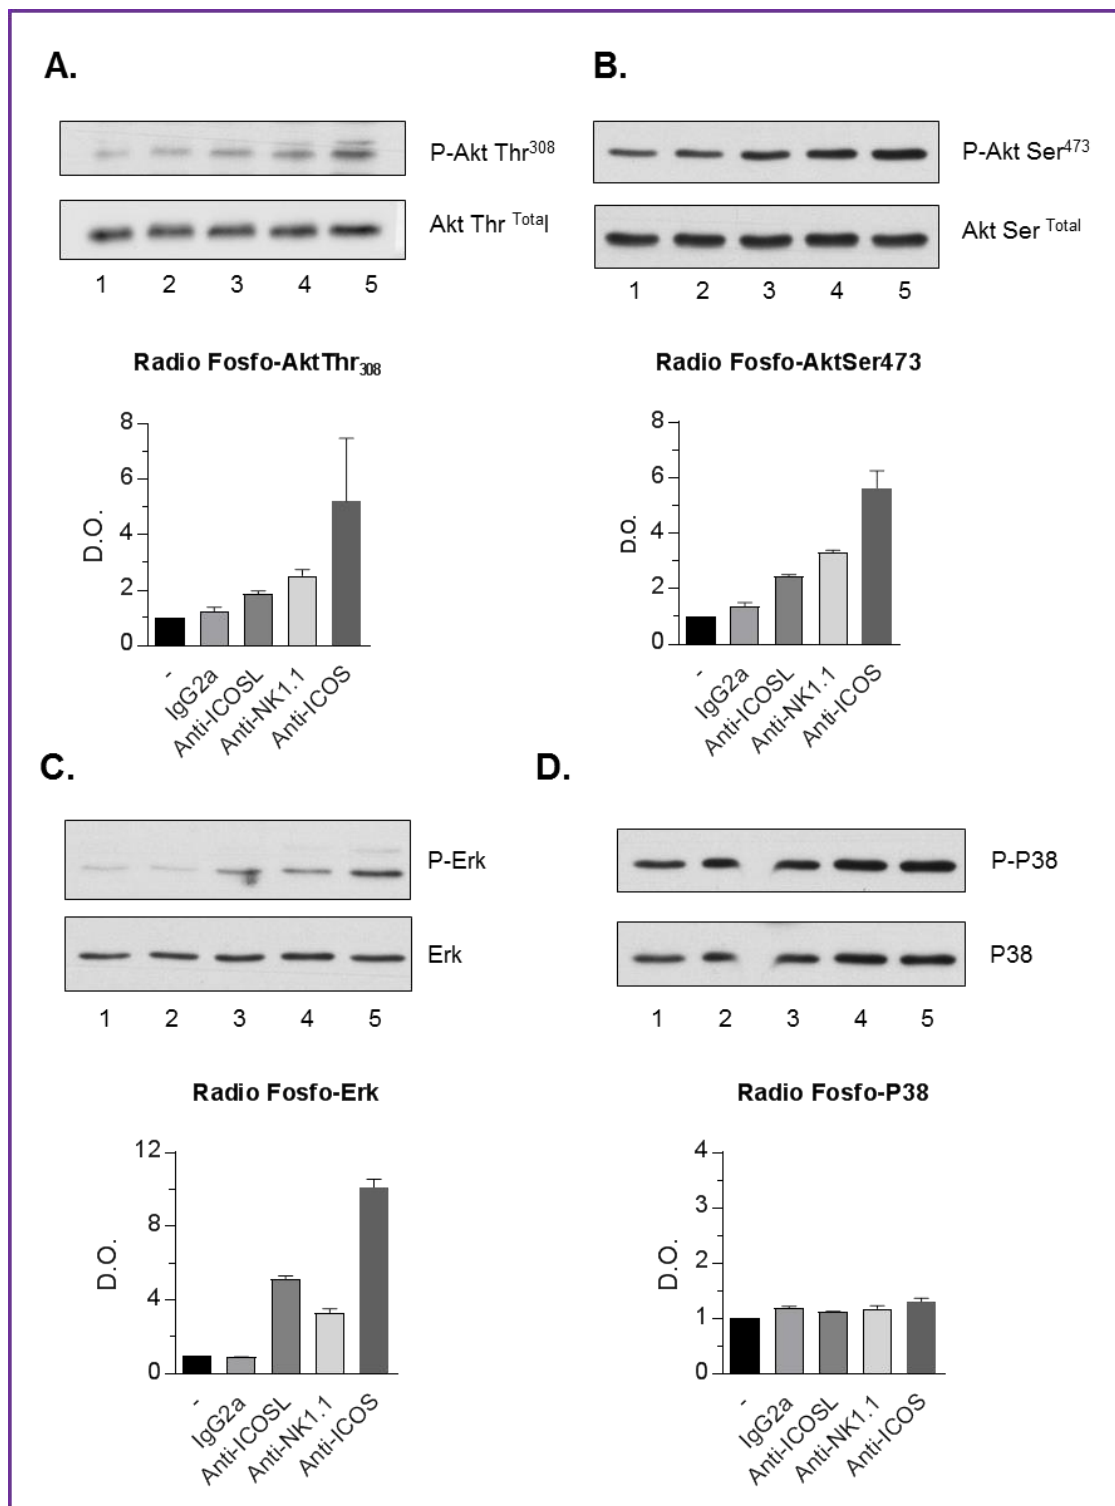 A.
P-Akt Thr308
Akt Thr Total
1 2 3 4 5
Radio Fosfo-AktThr308
8
6
4
2
0
D.O.
-
IgG2a
Anti-ICOSL
Anti-NK1.1
Anti-ICOS
B.
P-Akt Ser473
Akt Ser Total
1 2 3 4 5
Radio Fosfo-AktSer473
8
6
4
2
0
D.O.
-
IgG2a
Anti-ICOSL
Anti-NK1.1
Anti-ICOS
C.
P-Erk
Erk
1 2 3 4 5
Radio Fosfo-Erk
12
8
4
0
D.O.
-
IgG2a
Anti-ICOSL
Anti-NK1.1
Anti-ICOS
D.
P-P38
P38
1 2 3 4 5
Radio Fosfo-P38
4
3
2
1
0
D.O.
-
IgG2a
Anti-ICOSL
Anti-NK1.1
Anti-ICOS